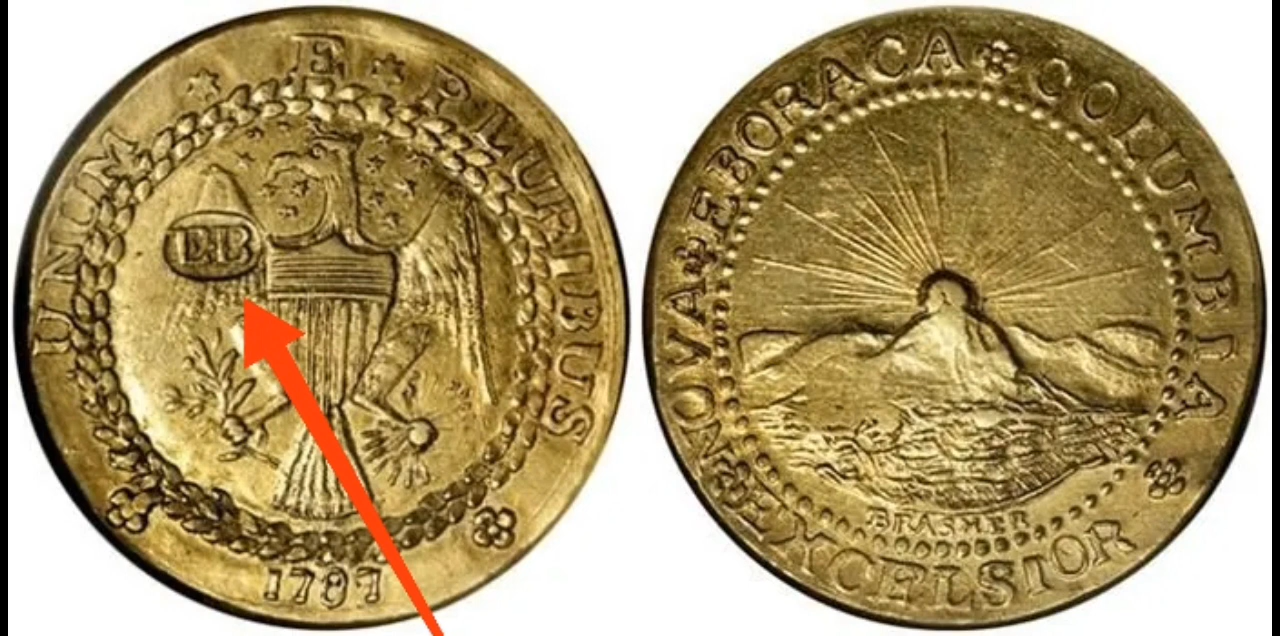 UNUM E PLURIBUS
EB
1787
NOVA EBORACA COLUMBIA
BRASHER
EXCELSIOR